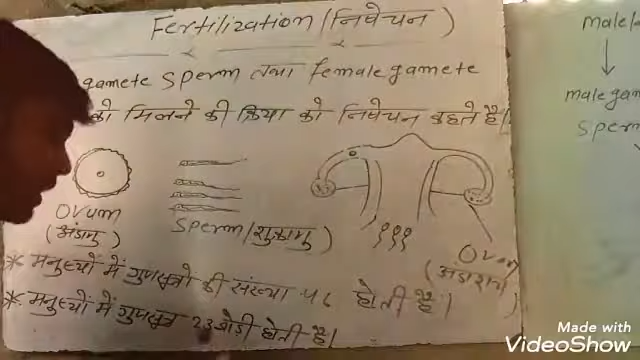 Fertilization/(निषेचन)
gamete sperm तथा female gamete
को मिलने की क्रिया को निषेचन कहते है।
Ovum
(अंडाणु)
Sperm/(शुक्राणु)
Ovary
(अंडाशय)
* मनुष्यों में गुणसूत्रो की संख्या 46 होती है।
* मनुष्यों में गुणसूत्र 23 जोड़ी होती है।
male/
male gam
sperm
Made with
VideoShow